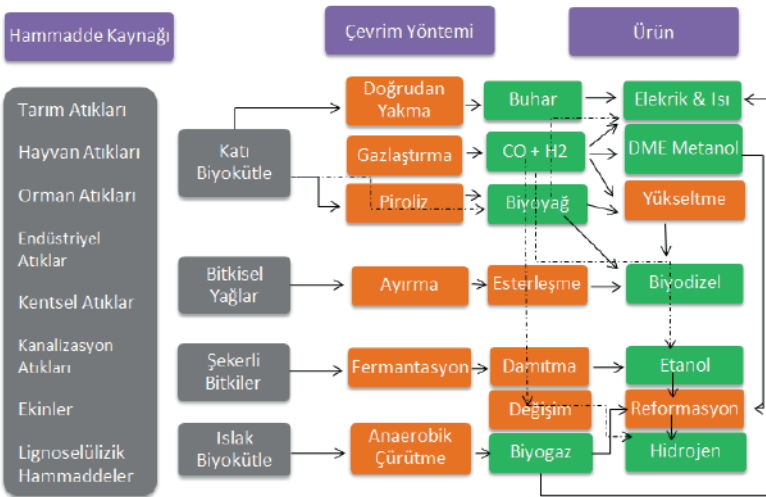 Hammadde Kaynağı
Çevrim Yöntemi
Ürün
Tarım Atıkları
Hayvan Atıkları
Orman Atıkları
Endüstriyel
Atıklar
Kentsel Atıklar
Kanalizasyon
Atıkları
Ekinler
Lignoselülizik
Hammaddeler
Katı
Biyokütle
Doğrudan
Yakma
Buhar
Elekrik & Isı
Gazlaştırma
CO + H2
DME Metanol
Piroliz
Biyoyağ
Yükseltme
Bitkisel
Yağlar
Ayırma
Esterleşme
Biyodizel
Şekerli
Bitkiler
Fermantasyon
Damıtma
Etanol
Değişim
Reformasyon
Islak
Biyokütle
Anaerobik
Çürütme
Biyogaz
Hidrojen